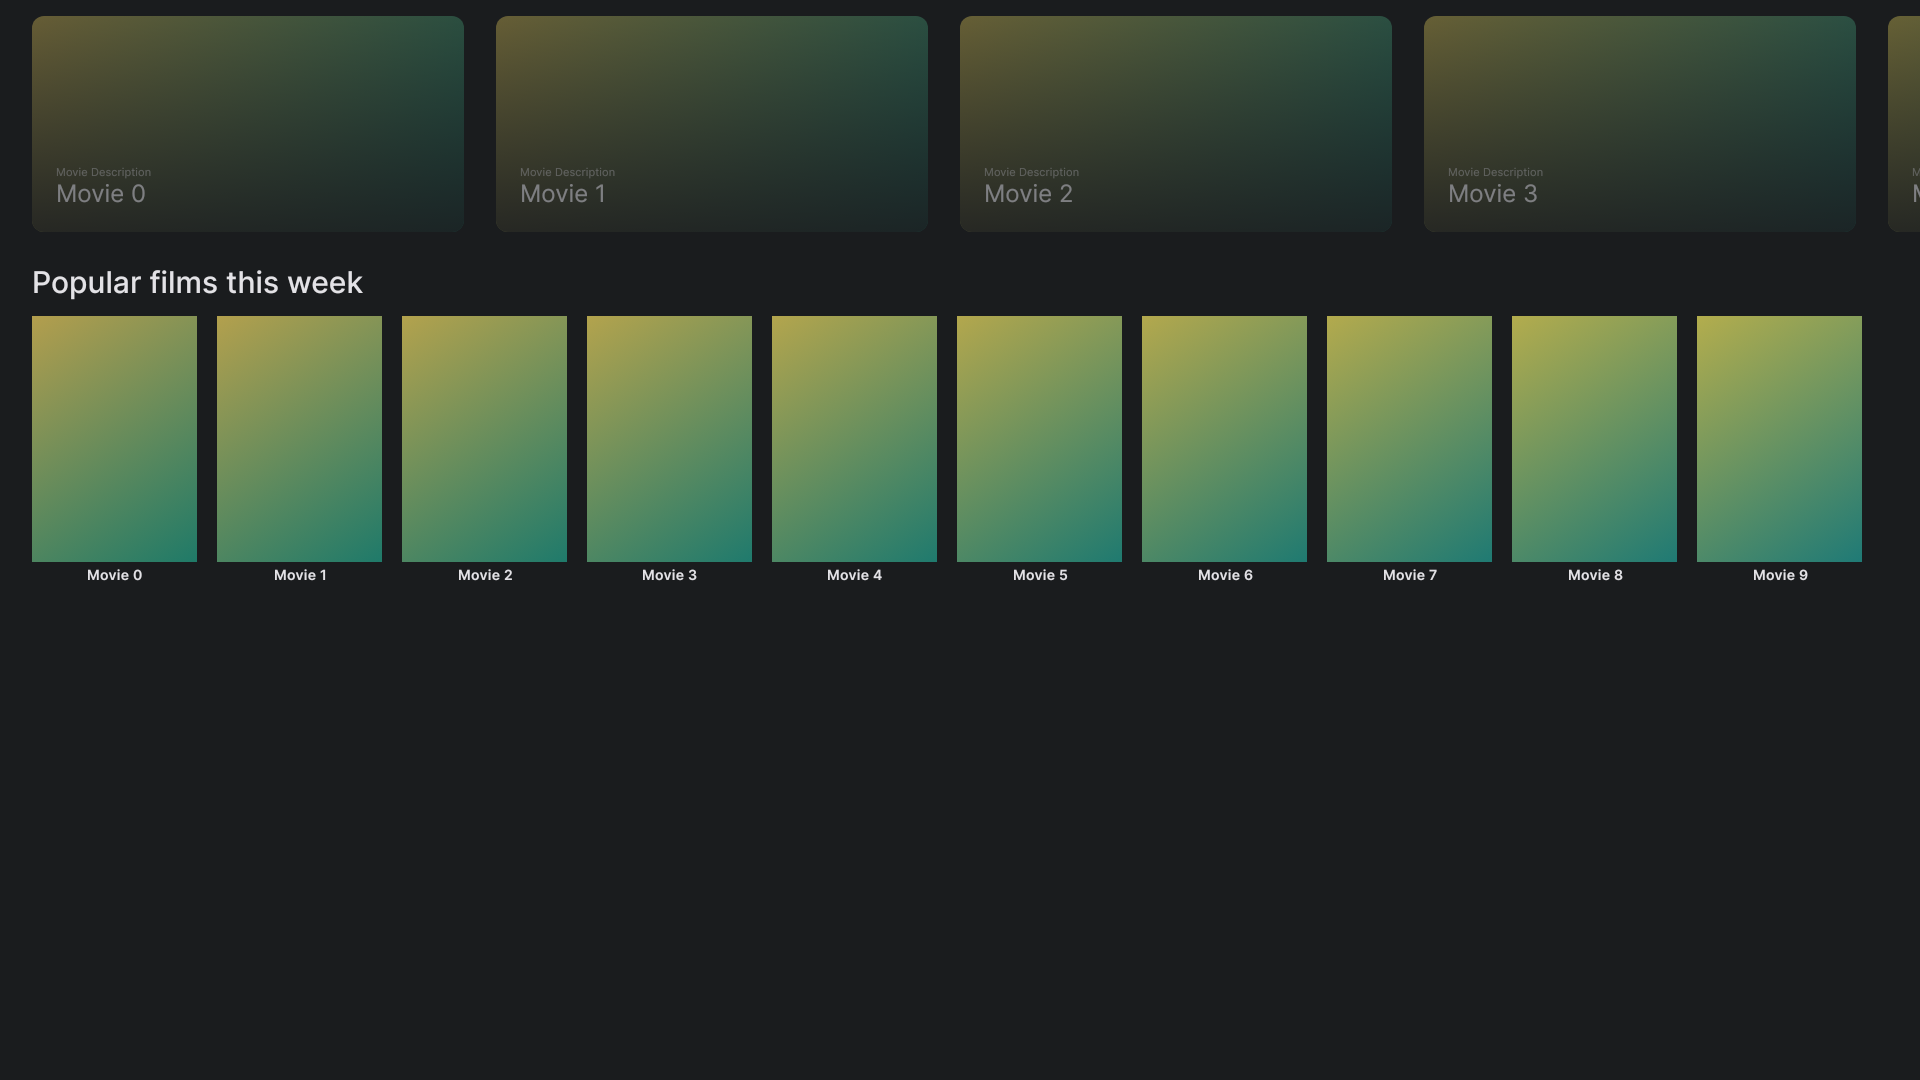 Movie Description
Movie 0
Movie Description
Movie 1
Movie Description
Movie 2
Movie Description
Movie 3
Popular films this week
Movie 0
Movie 1
Movie 2
Movie 3
Movie 4
Movie 5
Movie 6
Movie 7
Movie 8
Movie 9